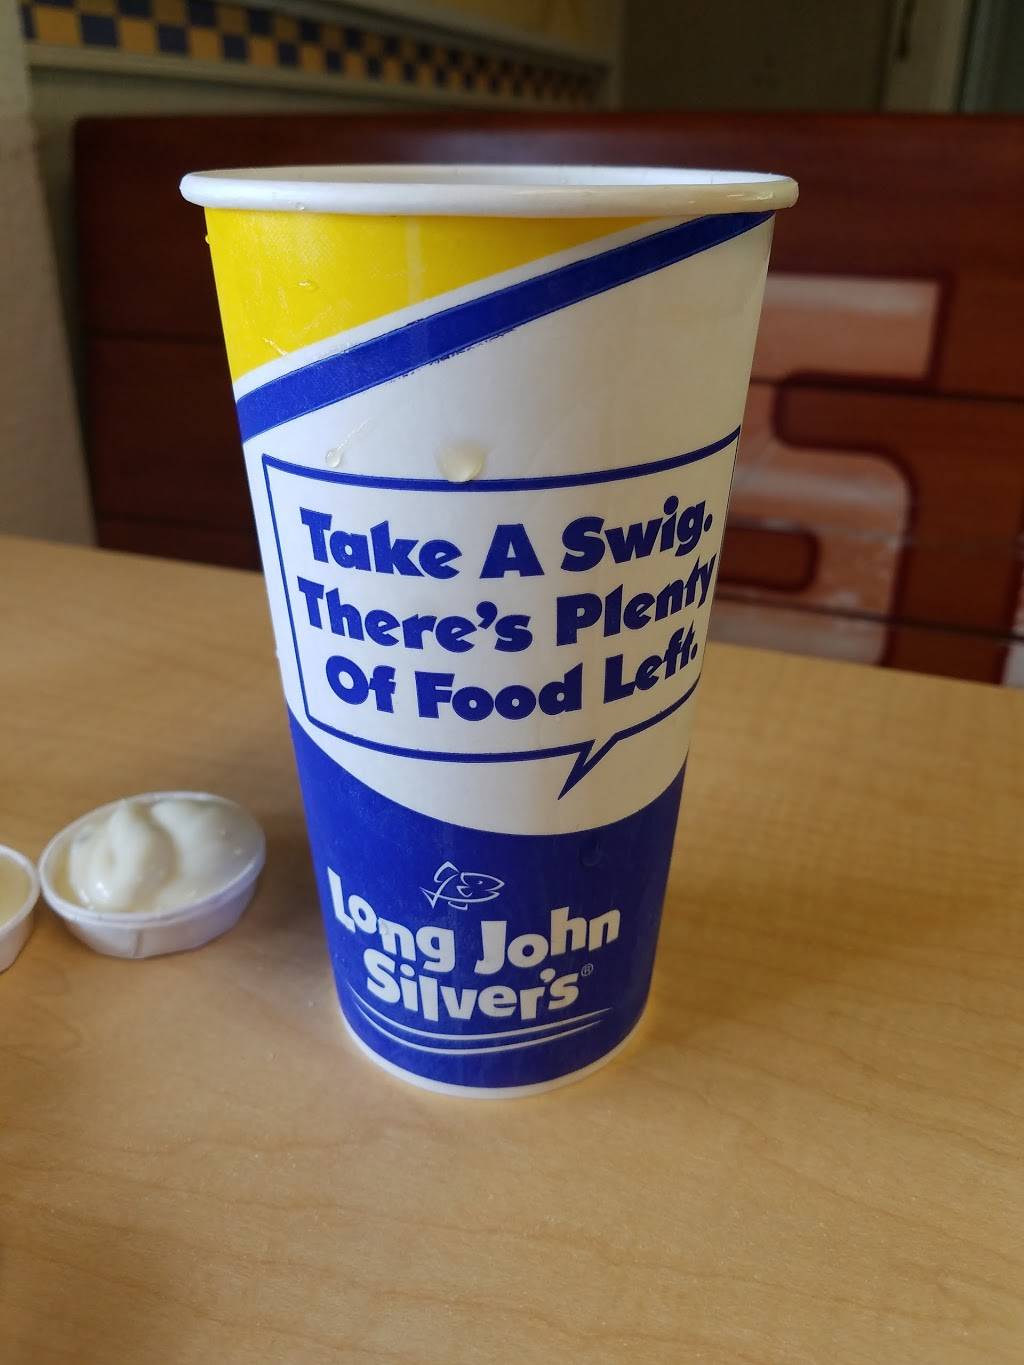 Take A Swig.
There's Plenty
Of Food Left.
Long John
Silver's®